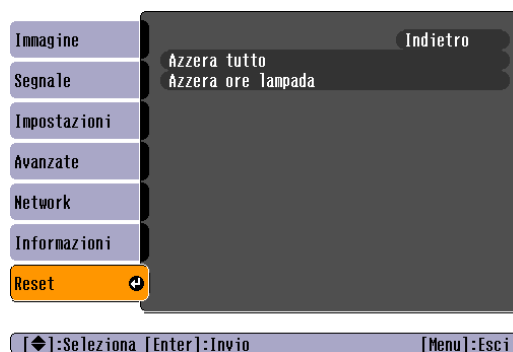 Immagine
Segnale
Impostazioni
Avanzate
Network
Informazioni
Reset
Indietro
Azzera tutto
Azzera ore lampada
[◆]:Seleziona [Enter]:Invio [Menu]:Esci